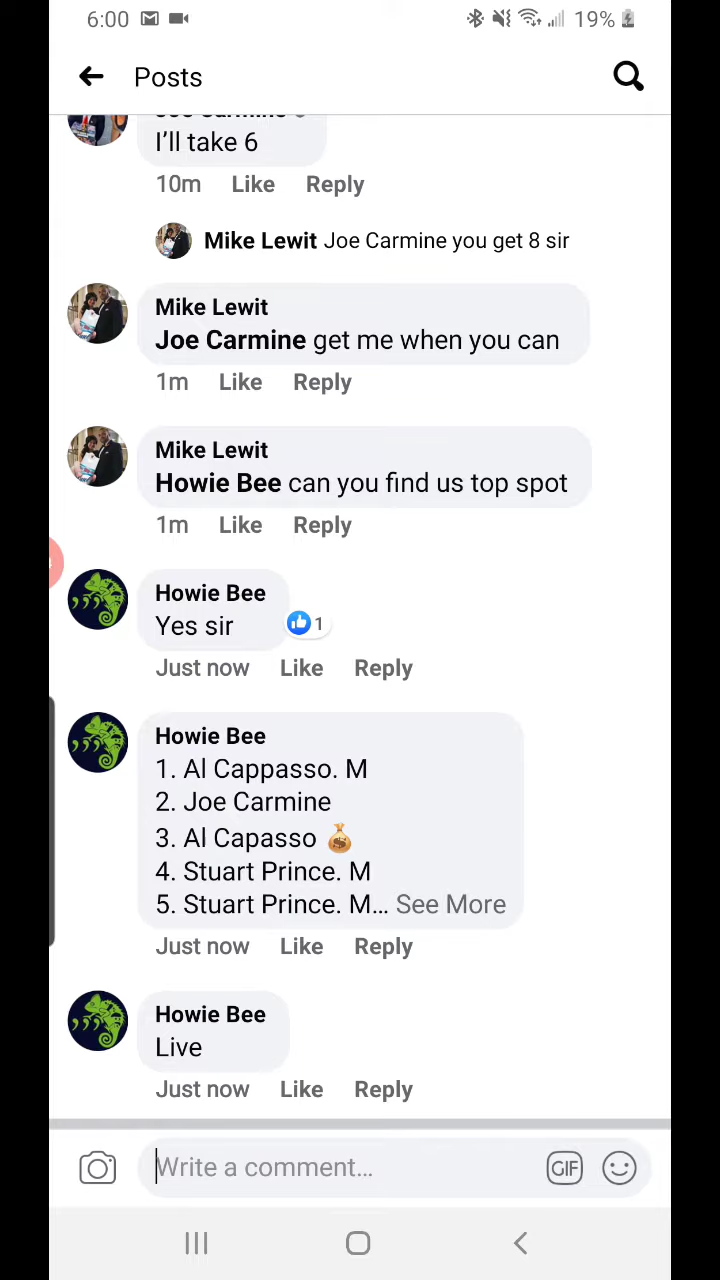 6:00 19%
Posts
Joe Carmine
I'll take 6
10m Like Reply
Mike Lewit Joe Carmine you get 8 sir
Mike Lewit
Joe Carmine get me when you can
1m Like Reply
Mike Lewit
Howie Bee can you find us top spot
1m Like Reply
Howie Bee
Yes sir
1
Just now Like Reply
Howie Bee
1. Al Cappasso. M
2. Joe Carmine
3. Al Capasso 💰
4. Stuart Prince. M
5. Stuart Prince. M... See More
Just now Like Reply
Howie Bee
Live
Just now Like Reply
Write a comment...
GIF